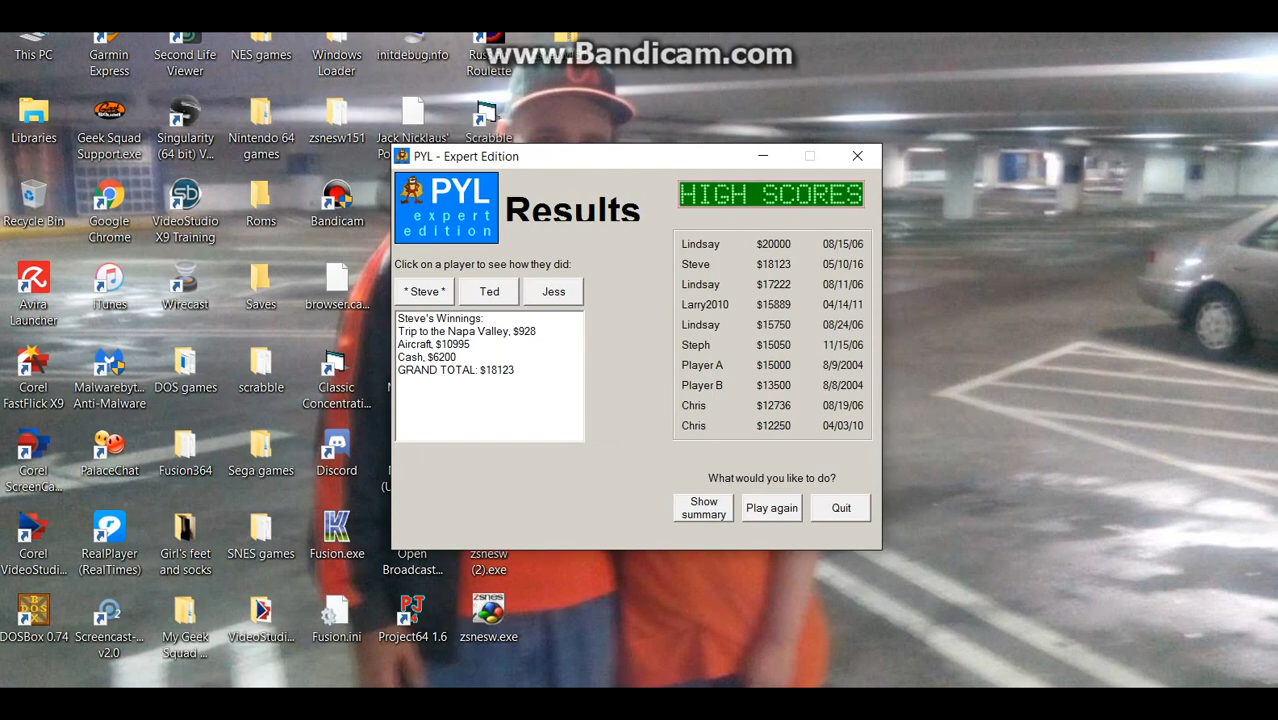 www.Bandicam.com
This PC
Garmin
Express
Second Life
Viewer
NES games
Windows
Loader
initdebug.nfo
Roulette
Libraries
Geek Squad
Support.exe
Singularity
(64 bit) V...
Nintendo 64
games
zsnesw151
Jack Nicklaus'
Scrabble
Recycle Bin
Google
Chrome
VideoStudio
X9 Training
Roms
Bandicam
Avira
Launcher
iTunes
Wirecast
Saves
browser.ca...
Corel
FastFlick X9
Malwarebyt...
Anti-Malware
DOS games
scrabble
Classic
Concentrati...
Corel
ScreenCa...
PalaceChat
Fusion364
Sega games
Discord
Corel
VideoStudi...
RealPlayer
(RealTimes)
Girl's feet
and socks
SNES games
Fusion.exe
Open
Broadcast...
zsnesw
(2).exe
DOSBox 0.74
Screencast-...
v2.0
My Geek
Squad ...
VideoStudi...
Fusion.ini
Project64 1.6
zsnesw.exe
PYL - Expert Edition
PYL
expert
edition
Results
Click on a player to see how they did:
* Steve *
Ted
Jess
Steve's Winnings:
Trip to the Napa Valley, $928
Aircraft, $10995
Cash, $6200
GRAND TOTAL: $18123
HIGH SCORES
Lindsay $20000 08/15/06
Steve $18123 05/10/16
Lindsay $17222 08/11/06
Larry2010 $15889 04/14/11
Lindsay $15750 08/24/06
Steph $15050 11/15/06
Player A $15000 8/9/2004
Player B $13500 8/8/2004
Chris $12736 08/19/06
Chris $12250 04/03/10
What would you like to do?
Show
summary
Play again
Quit